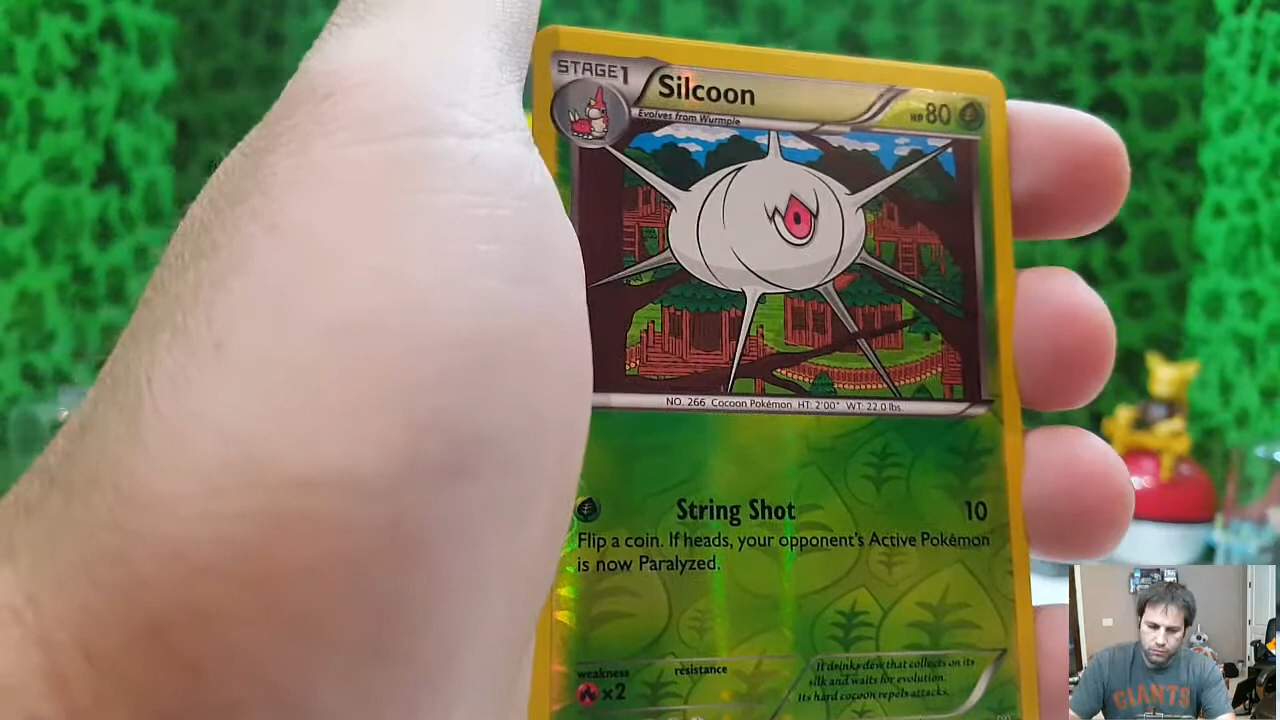 STAGE1
Silcoon
HP 80
Evolves from Wurmple
NO. 266 Cocoon Pokémon HT: 2'00" WT: 22.0 lbs.
String Shot 10
Flip a coin. If heads, your opponent's Active Pokémon
is now Paralyzed.
weakness
resistance
×2
It drinks dew that collects on its
silk and waits for evolution.
Its hard cocoon repels attacks.
GIANTS